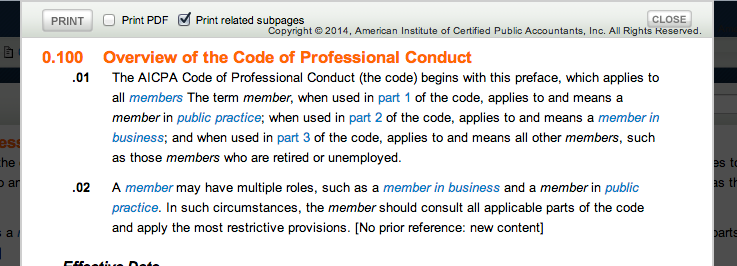 PRINT Print PDF Print related subpages CLOSE
Copyright © 2014, American Institute of Certified Public Accountants, Inc. All Rights Reserved.
0.100 Overview of the Code of Professional Conduct
.01 The AICPA Code of Professional Conduct (the code) begins with this preface, which applies to
all members The term member, when used in part 1 of the code, applies to and means a
member in public practice; when used in part 2 of the code, applies to and means a member in
business; and when used in part 3 of the code, applies to and means all other members, such
as those members who are retired or unemployed.
.02 A member may have multiple roles, such as a member in business and a member in public
practice. In such circumstances, the member should consult all applicable parts of the code
and apply the most restrictive provisions. [No prior reference: new content]
Effective Date